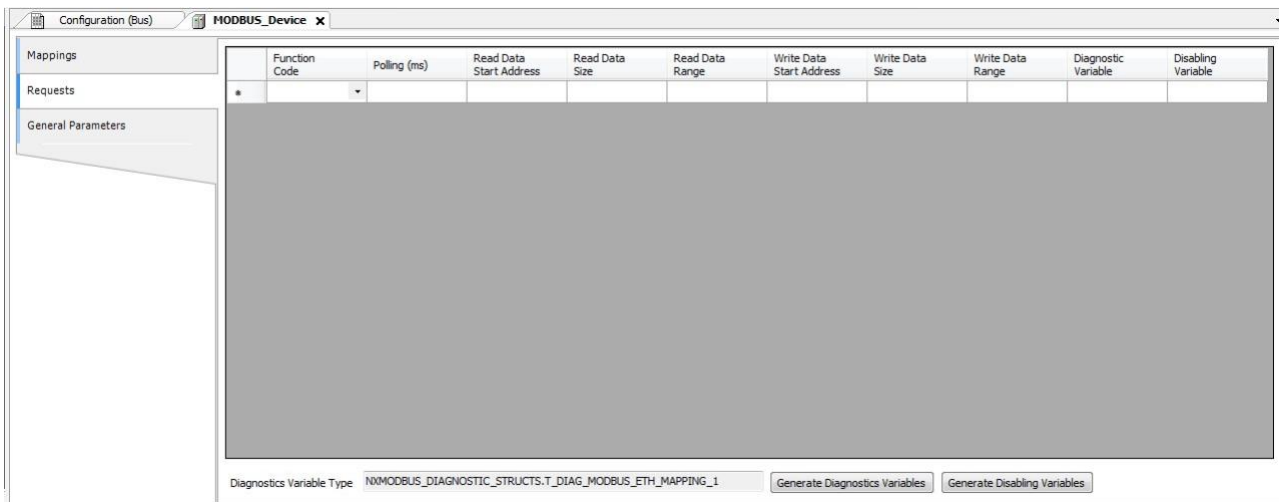 Configuration (Bus) MODBUS_Device x
Mappings
Requests
General Parameters
Function Code Polling (ms) Read Data Start Address Read Data Size Read Data Range Write Data Start Address Write Data Size Write Data Range Diagnostic Variable Disabling Variable
*
Diagnostics Variable Type NXMODBUS_DIAGNOSTIC_STRUCTS.T_DIAG_MODBUS_ETH_MAPPING_1 Generate Diagnostics Variables Generate Disabling Variables